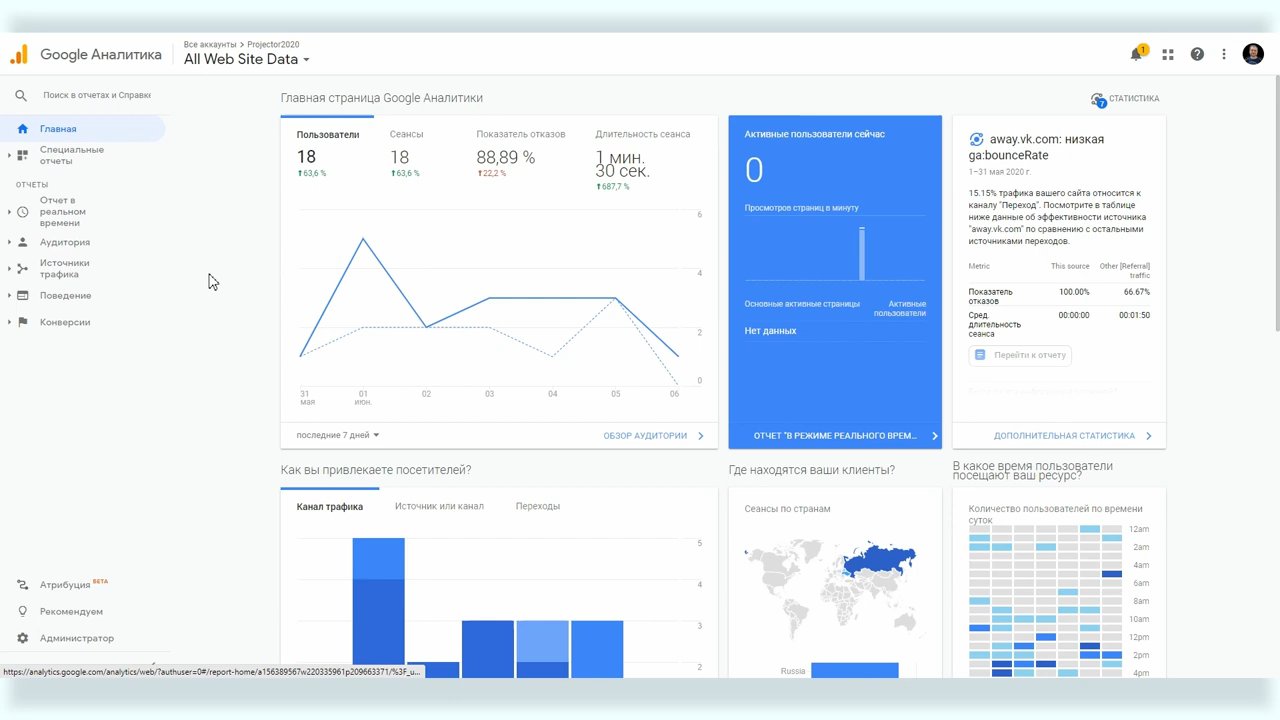 Google Аналитика
Все аккаунты > Projector2020
All Web Site Data
1
Поиск в отчетах и Справке
Главная
Специальные
отчеты
ОТЧЕТЫ
Отчет в
реальном
времени
Аудитория
Источники
трафика
Поведение
Конверсии
Атрибуция BETA
Рекомендуем
Администратор
Главная страница Google Аналитики
7
СТАТИСТИКА
Пользователи
18
63,6 %
Сеансы
18
63,6 %
Показатель отказов
88,89 %
22,2 %
Длительность сеанса
1 мин.
30 сек.
687,7 %
6
4
2
0
31
мая
01
июн.
02
03
04
05
06
последние 7 дней
ОБЗОР АУДИТОРИИ
Активные пользователи сейчас
0
Просмотров страниц в минуту
Основные активные страницы
Активные
пользователи
Нет данных
ОТЧЕТ "В РЕЖИМЕ РЕАЛЬНОГО ВРЕМ...
away.vk.com: низкая
ga:bounceRate
1–31 мая 2020 г.
15.15% трафика вашего сайта относится к
каналу "Переход". Посмотрите в таблице
ниже данные об эффективности источника
"away.vk.com" по сравнению с остальными
источниками переходов.
Metric This source Other [Referral]
traffic
Показатель
отказов 100.00% 66.67%
Сред.
длительность
сеанса 00:00:00 00:01:50
Перейти к отчету
ДОПОЛНИТЕЛЬНАЯ СТАТИСТИКА
Как вы привлекаете посетителей?
Канал трафика
Источник или канал
Переходы
5
4
3
2
Где находятся ваши клиенты?
Сеансы по странам
Russia
В какое время пользователи
посещают ваш ресурс?
Количество пользователей по времени
суток
12am
2am
4am
6am
8am
10am
12pm
2pm
4pm